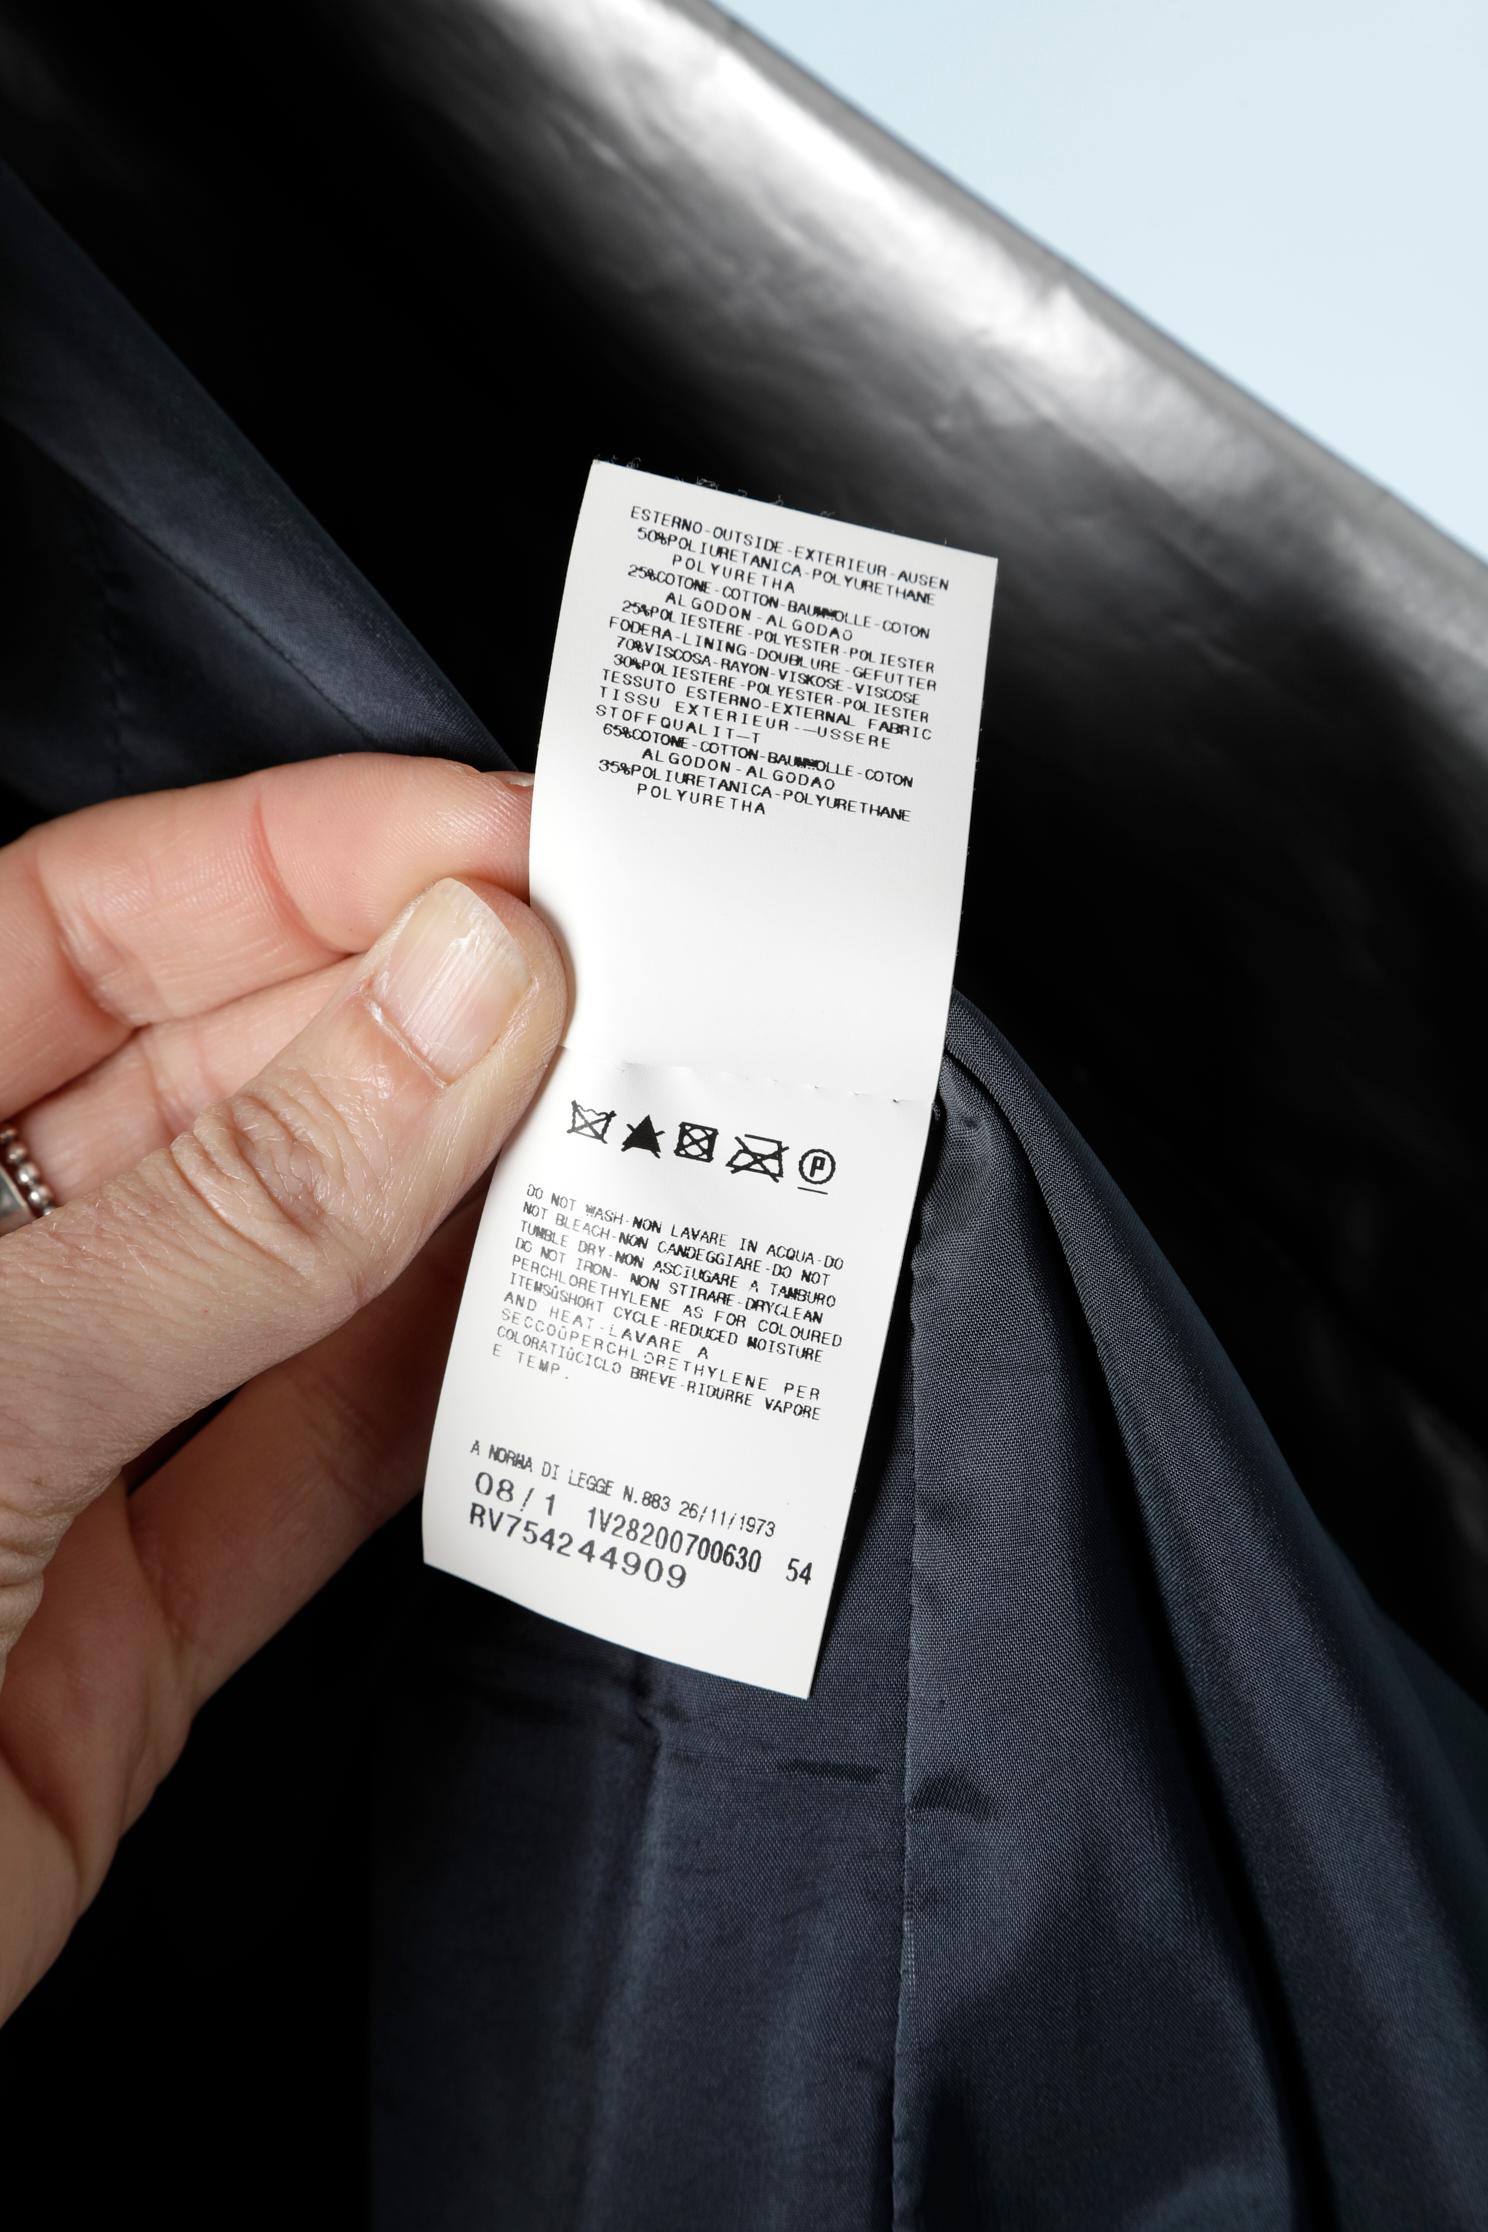 ESTERNO-OUTSIDE-EXTERIEUR-AUSEN
50%POLIURETANICA-POLYURETHANE
POLYURETHA
25%COTONE-COTTON-BAUMWOLLE-COTON
ALGODON-ALGODAO
25%POLIESTERE-POLYESTER-POLIESTER
FODERA-LINING-DOUBLURE-GEFUTTER
70%VISCOSA-RAYON-VISKOSE-VISCOSE
30%POLIESTERE-POLYESTER-POLIESTER
TESSUTO ESTERNO-EXTERNAL FABRIC
TISSU EXTERIEUR-—USSERE
STOFFQUALIT—T
65%COTONE-COTTON-BAUMWOLLE-COTON
ALGODON-ALGODAO
35%POLIURETANICA-POLYURETHANE
POLYURETHA
P
DO NOT WASH-NON LAVARE IN ACQUA-DO
NOT BLEACH-NON CANDEGGIARE-DO NOT
TUMBLE DRY-NON ASCIUGARE A TAMBURO
DO NOT IRON- NON STIRARE-DRYCLEAN
PERCHLORETHYLENE AS FOR COLOURED
ITEMSûSHORT CYCLE-REDUCED MOISTURE
AND HEAT-LAVARE A
SECCOûPERCHLORETHYLENE PER
COLORATIûCICLO BREVE-RIDURRE VAPORE
E TEMP.
A NORMA DI LEGGE N.883 26/11/1973
08/1 1V28200700630 54
RV754244909